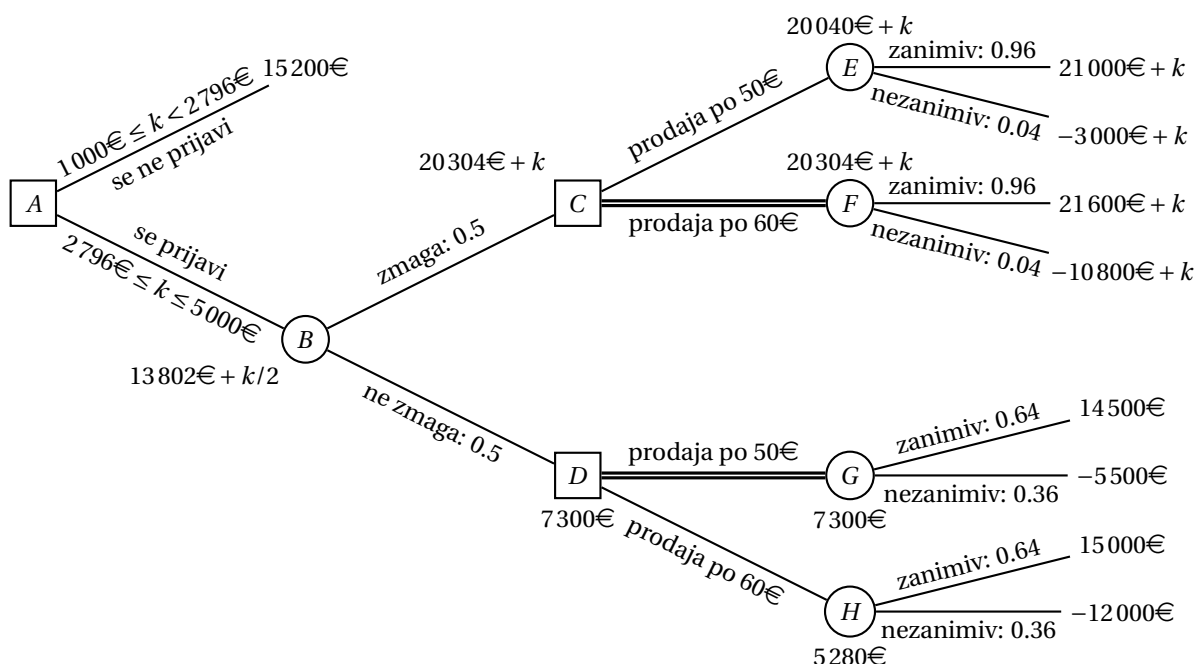 20 040€ + k
zanimiv: 0.96
E
21 000€ + k
nezanimiv: 0.04
−3 000€ + k
1 000€ ≤ k < 2 796€
15 200€
se ne prijavi
prodaja po 50€
A
20 304€ + k
C
prodaja po 60€
20 304€ + k
F
zanimiv: 0.96
21 600€ + k
nezanimiv: 0.04
−10 800€ + k
se prijavi
2 796€ ≤ k ≤ 5 000€
zmaga: 0.5
B
13 802€ + k/2
ne zmaga: 0.5
D
7 300€
prodaja po 50€
G
7 300€
zanimiv: 0.64
14 500€
nezanimiv: 0.36
−5 500€
prodaja po 60€
H
5 280€
zanimiv: 0.64
15 000€
nezanimiv: 0.36
−12 000€